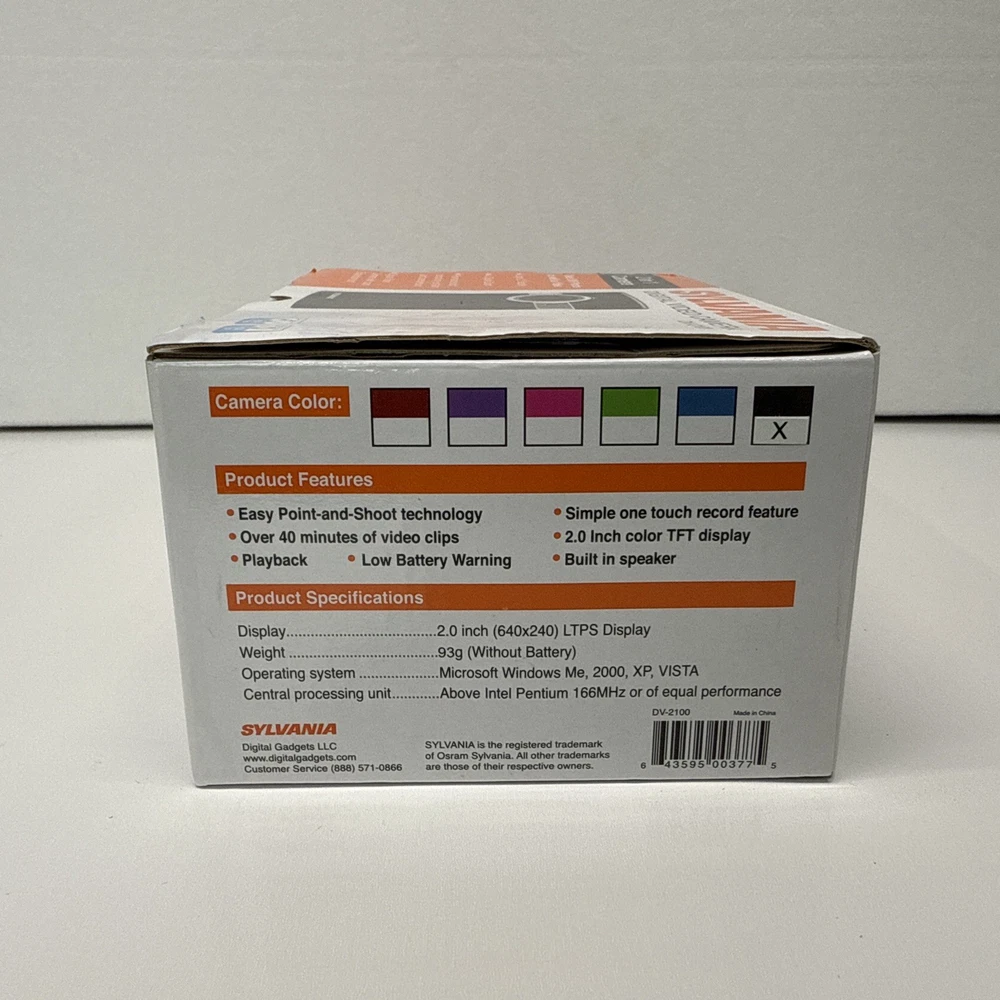 SYLVANIA
Camera Color:
X
Product Features
• Easy Point-and-Shoot technology
• Simple one touch record feature
• Over 40 minutes of video clips
• 2.0 Inch color TFT display
• Playback • Low Battery Warning
• Built in speaker
Product Specifications
Display....................................2.0 inch (640x240) LTPS Display
Weight ....................................93g (Without Battery)
Operating system ...................Microsoft Windows Me, 2000, XP, VISTA
Central processing unit...........Above Intel Pentium 166MHz or of equal performance
DV-2100
Made in China
SYLVANIA
Digital Gadgets LLC
www.digitalgadgets.com
Customer Service (888) 571-0866
SYLVANIA is the registered trademark
of Osram Sylvania. All other trademarks
are those of their respective owners.
6 43595 00377 5